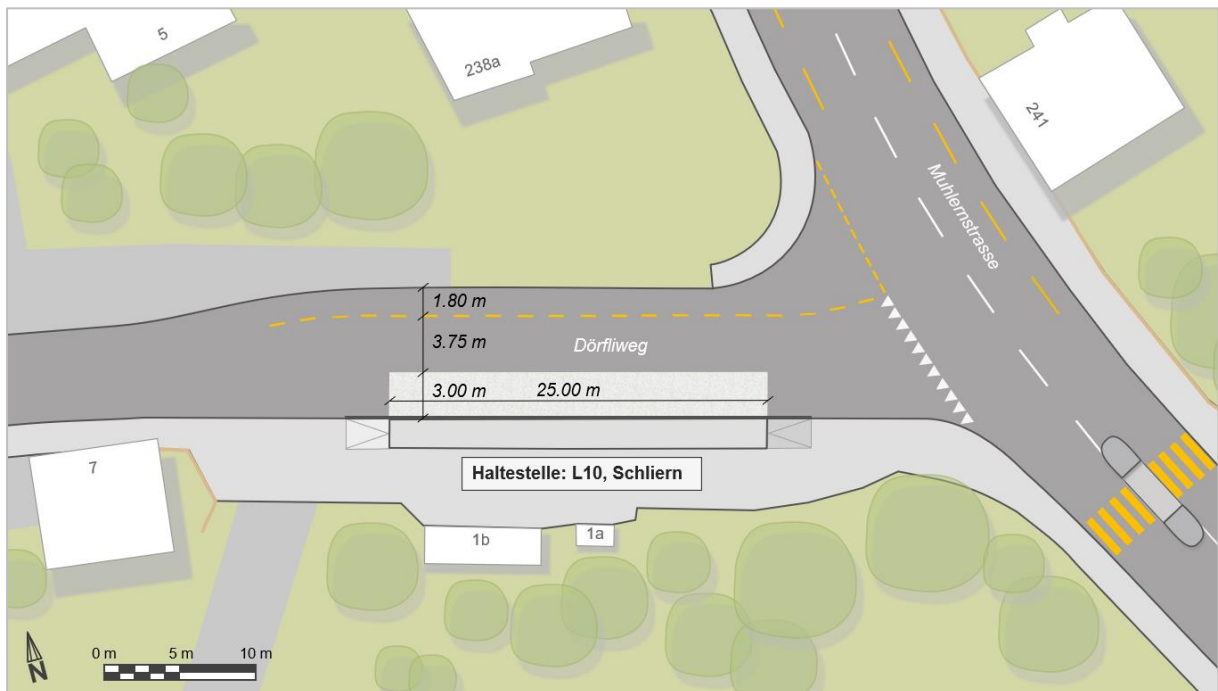 5
238a
241
Muhlernstrasse
1.80 m
3.75 m
Dörfliweg
3.00 m
25.00 m
Haltestelle: L10, Schliern
7
1b
1a
0 m
5 m
10 m
N